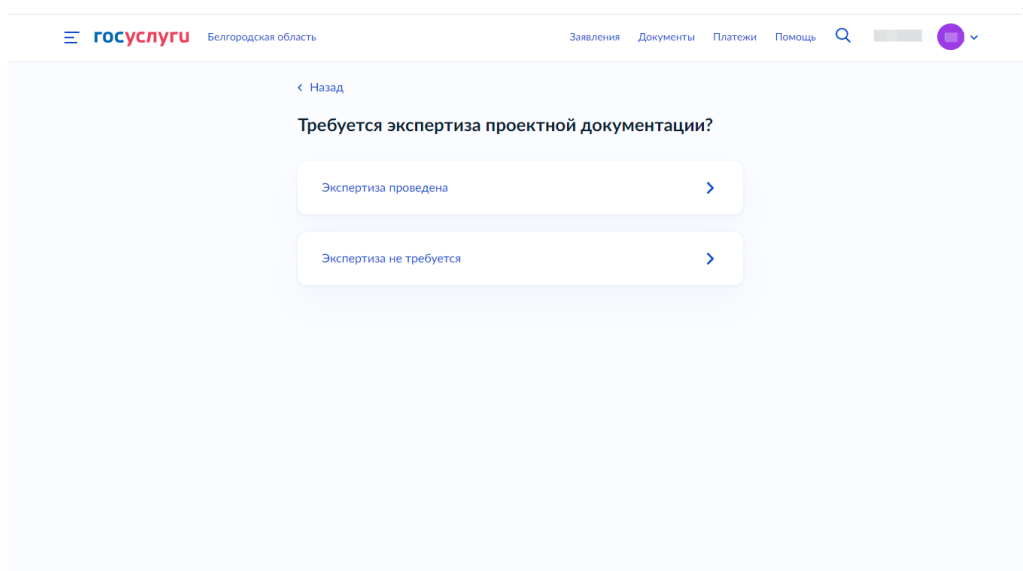 госуслуги Белгородская область Заявления Документы Платежи Помощь
Назад
Требуется экспертиза проектной документации?
Экспертиза проведена
Экспертиза не требуется